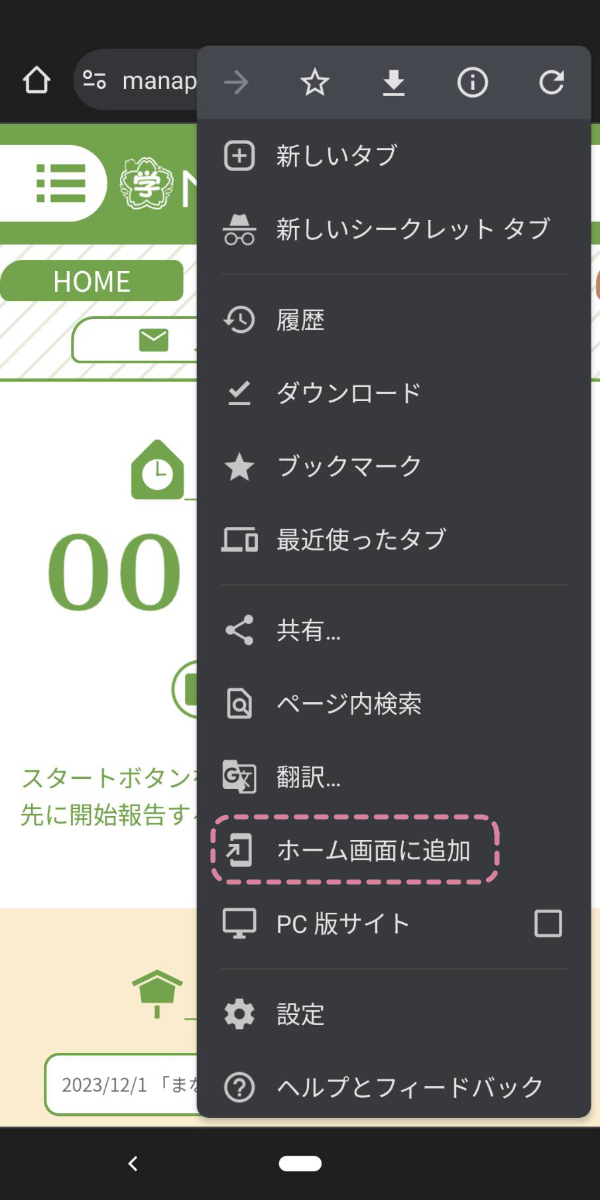 manap
新しいタブ
学
新しいシークレット タブ
HOME
履歴
ダウンロード
ブックマーク
最近使ったタブ
00
共有...
ページ内検索
翻訳...
スタートボタン
先に開始報告す
ホーム画面に追加
PC 版サイト
設定
2023/12/1 「まな
ヘルプとフィードバック